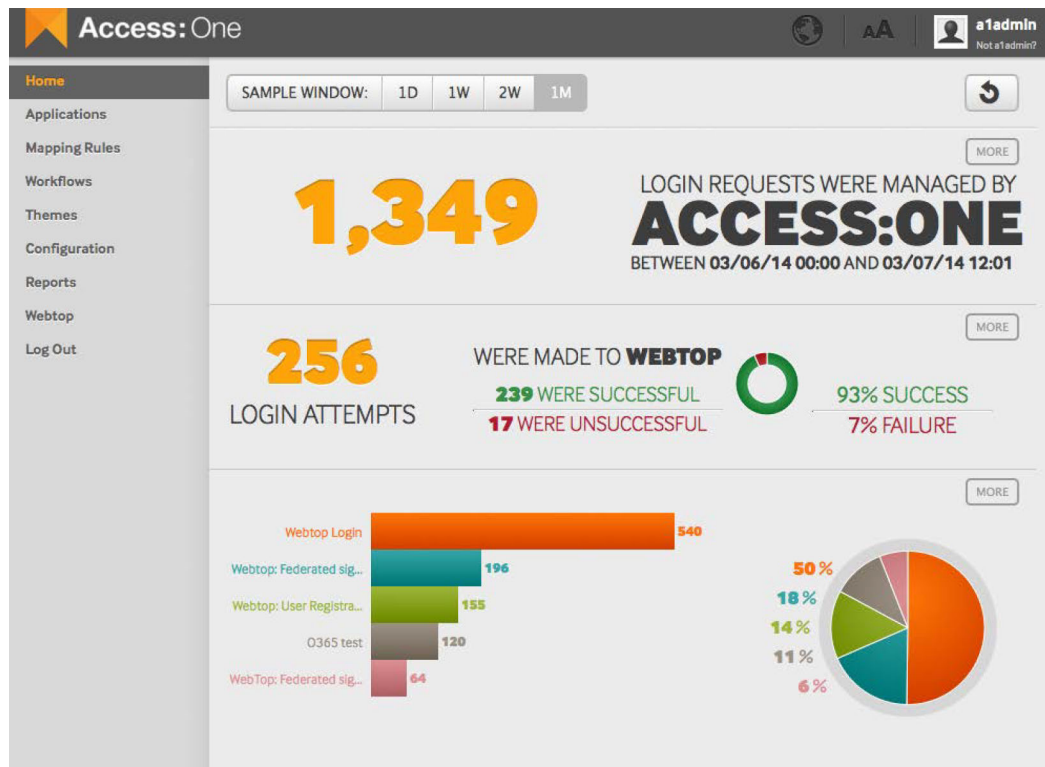 Access:One
AA
a1admin
Not a1admin?
Home
Applications
Mapping Rules
Workflows
Themes
Configuration
Reports
Webtop
Log Out
SAMPLE WINDOW: 1D 1W 2W 1M
MORE
1,349
LOGIN REQUESTS WERE MANAGED BY
ACCESS:ONE
BETWEEN 03/06/14 00:00 AND 03/07/14 12:01
MORE
256
LOGIN ATTEMPTS
WERE MADE TO WEBTOP
239 WERE SUCCESSFUL
17 WERE UNSUCCESSFUL
93% SUCCESS
7% FAILURE
MORE
Webtop Login 540
Webtop: Federated sig... 196
Webtop: User Registra... 155
O365 test 120
WebTop: Federated sig... 64
50%
18%
14%
11%
6%